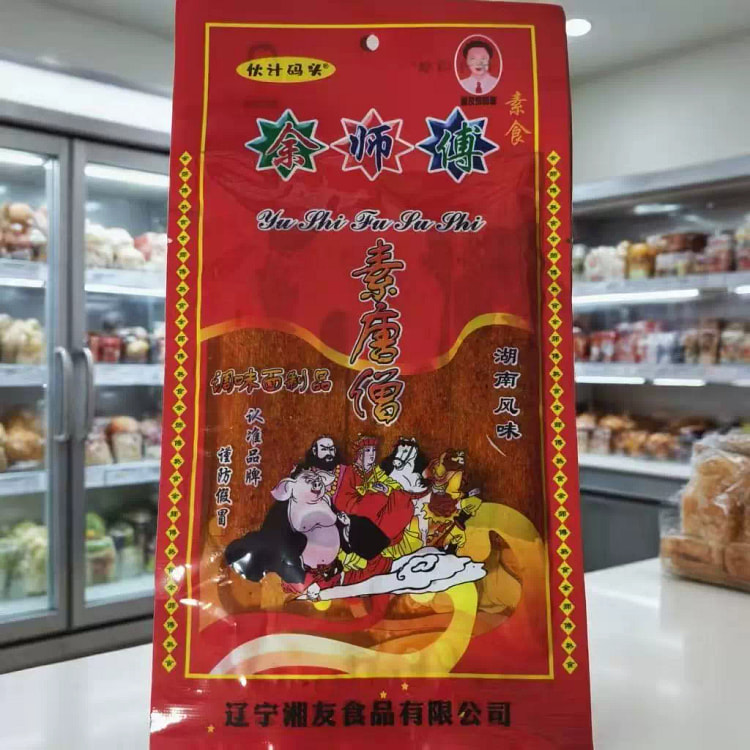 伙计码头®
素食
余师傅
Yu Shi Fu Su Shi
素唐僧
调味面制品
湖南风味
认准品牌
谨防假冒
辽宁湘友食品有限公司